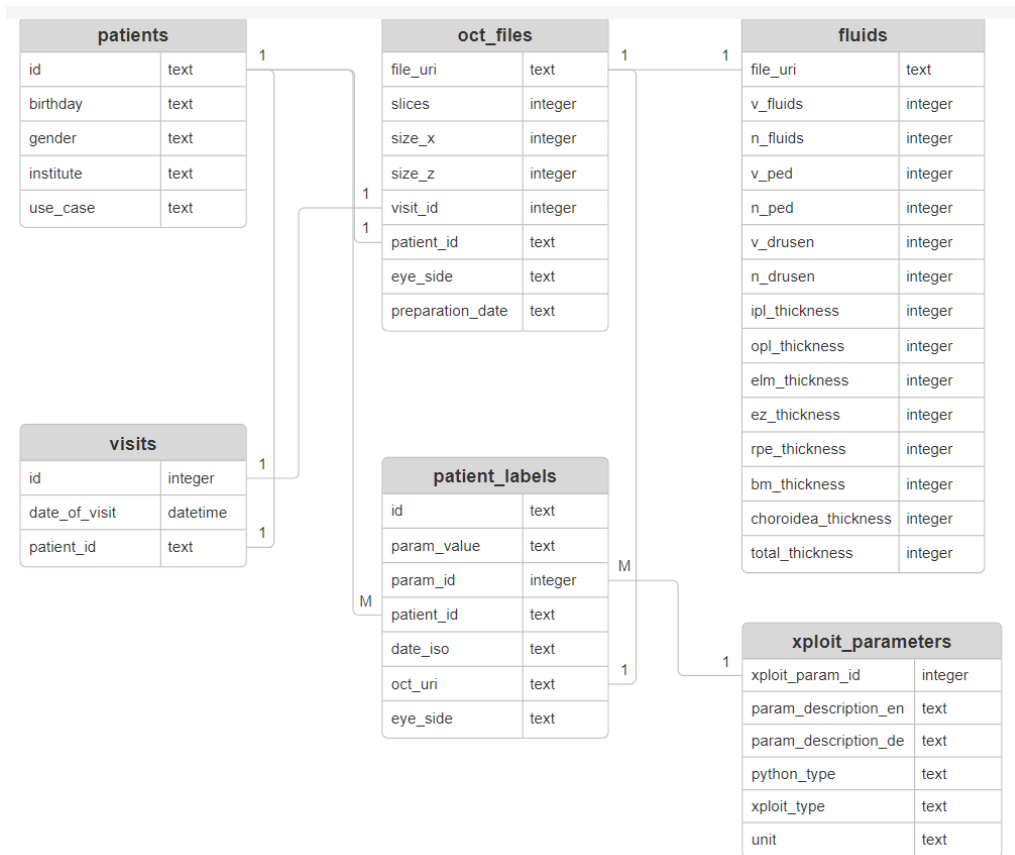 patients
id text
birthday text
gender text
institute text
use_case text
oct_files
file_uri text
slices integer
size_x integer
size_z integer
visit_id integer
patient_id text
eye_side text
preparation_date text
fluids
file_uri text
v_fluids integer
n_fluids integer
v_ped integer
n_ped integer
v_drusen integer
n_drusen integer
ipl_thickness integer
opl_thickness integer
elm_thickness integer
ez_thickness integer
rpe_thickness integer
bm_thickness integer
choroidea_thickness integer
total_thickness integer
visits
id integer
date_of_visit datetime
patient_id text
patient_labels
id text
param_value text
param_id integer
patient_id text
date_iso text
oct_uri text
eye_side text
xploit_parameters
xploit_param_id integer
param_description_en text
param_description_de text
python_type text
xploit_type text
unit text
1
1
1
1
1
1
1
M
M
1
1